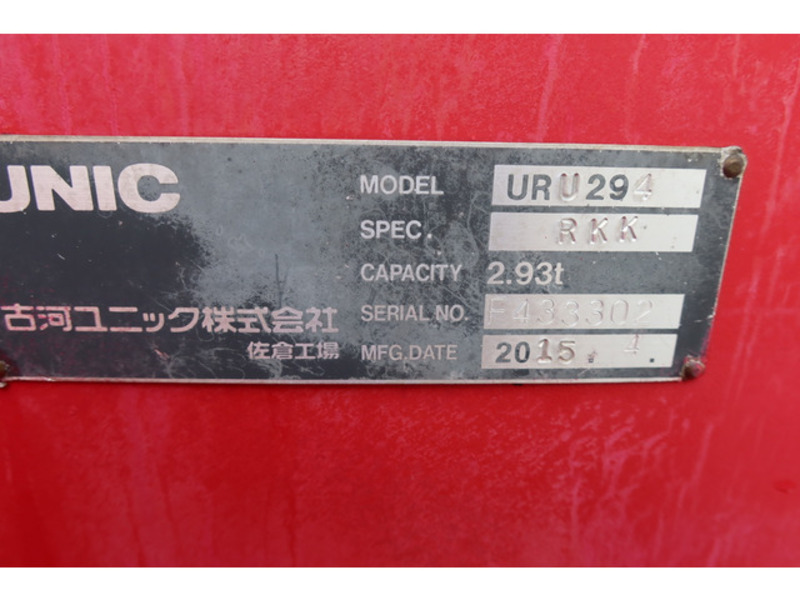 UNIC
MODEL URU294
SPEC. RKK
CAPACITY 2.93t
古河ユニック株式会社
SERIAL NO. F433302
佐倉工場
MFG,DATE 2015. 1.